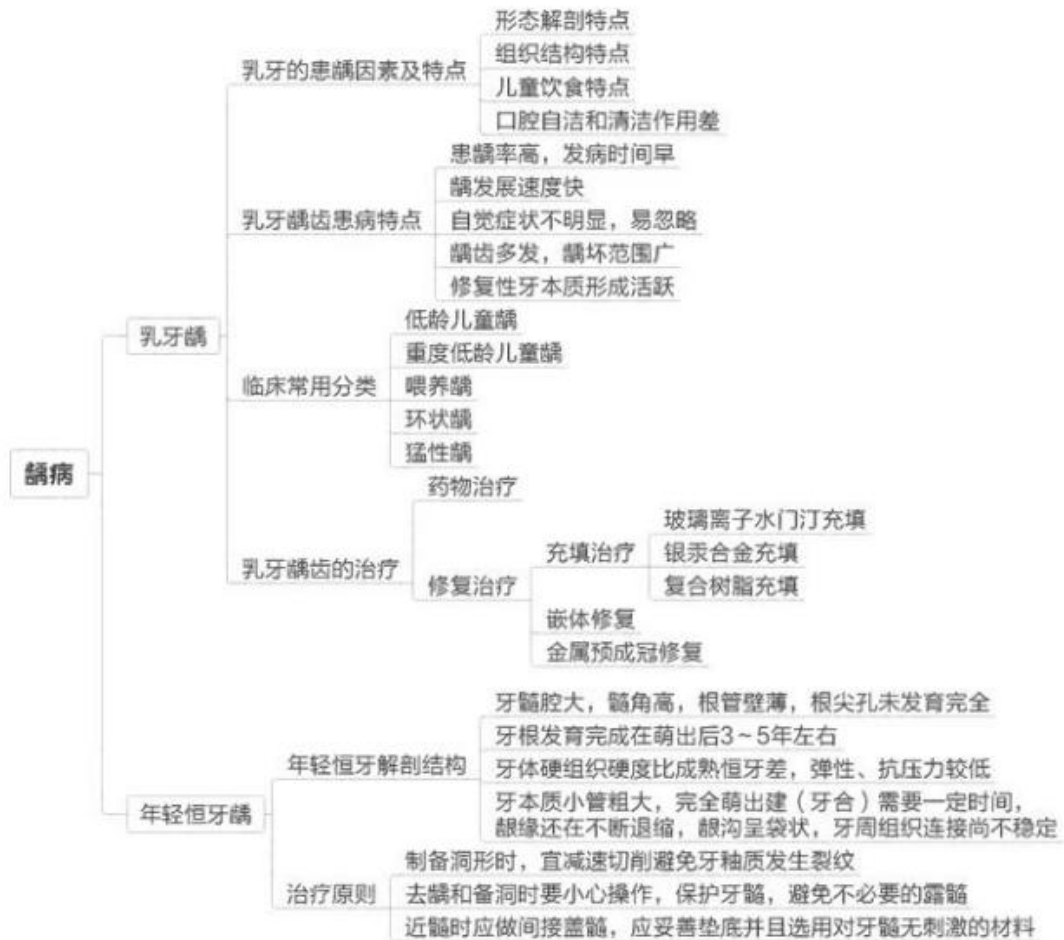 龋病
乳牙龋
乳牙的患龋因素及特点
形态解剖特点
组织结构特点
儿童饮食特点
口腔自洁和清洁作用差
乳牙龋齿患病特点
患龋率高，发病时间早
龋发展速度快
自觉症状不明显，易忽略
龋齿多发，龋坏范围广
修复性牙本质形成活跃
临床常用分类
低龄儿童龋
重度低龄儿童龋
喂养龋
环状龋
猛性龋
乳牙龋齿的治疗
药物治疗
修复治疗
充填治疗
玻璃离子水门汀充填
银汞合金充填
复合树脂充填
嵌体修复
金属预成冠修复
年轻恒牙龋
年轻恒牙解剖结构
牙髓腔大，髓角高，根管壁薄，根尖孔未发育完全
牙根发育完成在萌出后3～5年左右
牙体硬组织硬度比成熟恒牙差，弹性、抗压力较低
牙本质小管粗大，完全萌出建（牙合）需要一定时间，
龈缘还在不断退缩，龈沟呈袋状，牙周组织连接尚不稳定
治疗原则
制备洞形时，宜减速切削避免牙釉质发生裂纹
去龋和备洞时要小心操作，保护牙髓，避免不必要的露髓
近髓时应做间接盖髓，应妥善垫底并且选用对牙髓无刺激的材料